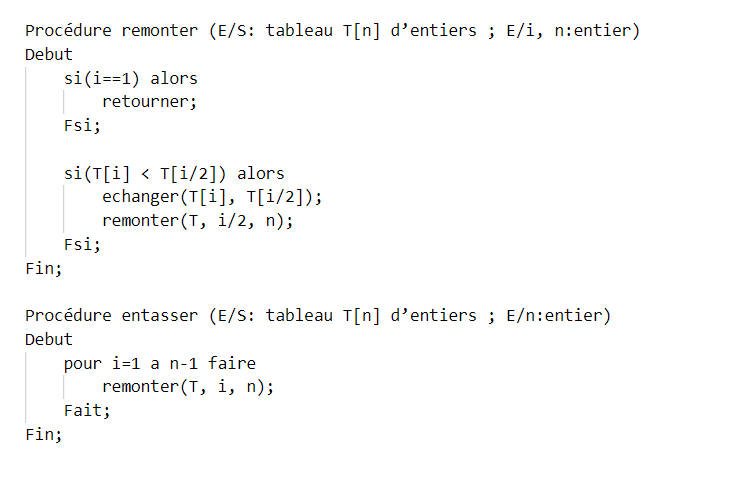 Procédure remonter (E/S: tableau T[n] d’entiers ; E/i, n:entier)
Debut
si(i==1) alors
retourner;
Fsi;
si(T[i] < T[i/2]) alors
echanger(T[i], T[i/2]);
remonter(T, i/2, n);
Fsi;
Fin;
Procédure entasser (E/S: tableau T[n] d’entiers ; E/n:entier)
Debut
pour i=1 a n-1 faire
remonter(T, i, n);
Fait;
Fin;